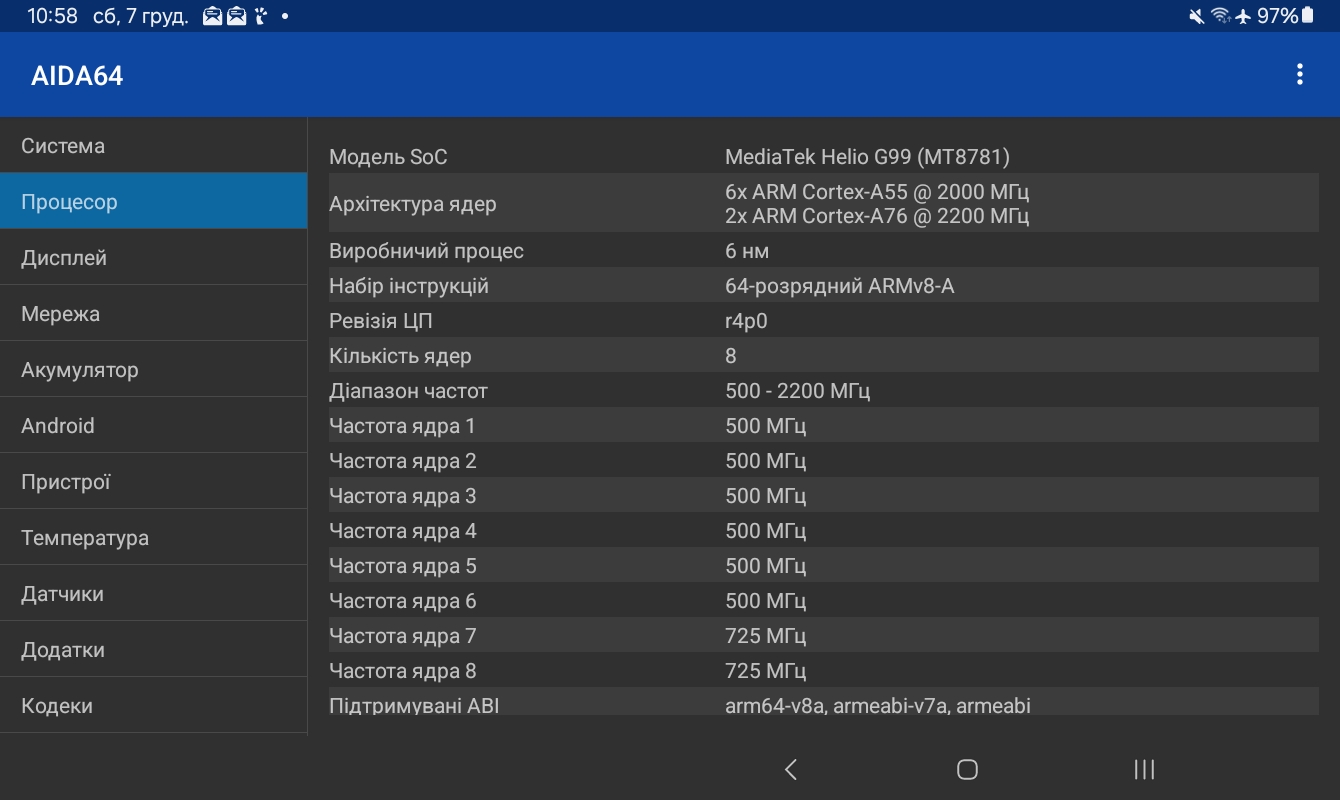 10:58 сб, 7 груд. 97%
AIDA64
Система
Процесор
Дисплей
Мережа
Акумулятор
Android
Пристрої
Температура
Датчики
Додатки
Кодеки
Модель SoC MediaTek Helio G99 (MT8781)
Архітектура ядер 6x ARM Cortex-A55 @ 2000 МГц
2x ARM Cortex-A76 @ 2200 МГц
Виробничий процес 6 нм
Набір інструкцій 64-розрядний ARMv8-A
Ревізія ЦП r4p0
Кількість ядер 8
Діапазон частот 500 - 2200 МГц
Частота ядра 1 500 МГц
Частота ядра 2 500 МГц
Частота ядра 3 500 МГц
Частота ядра 4 500 МГц
Частота ядра 5 500 МГц
Частота ядра 6 500 МГц
Частота ядра 7 725 МГц
Частота ядра 8 725 МГц
Підтримувані ABI arm64-v8a, armeabi-v7a, armeabi